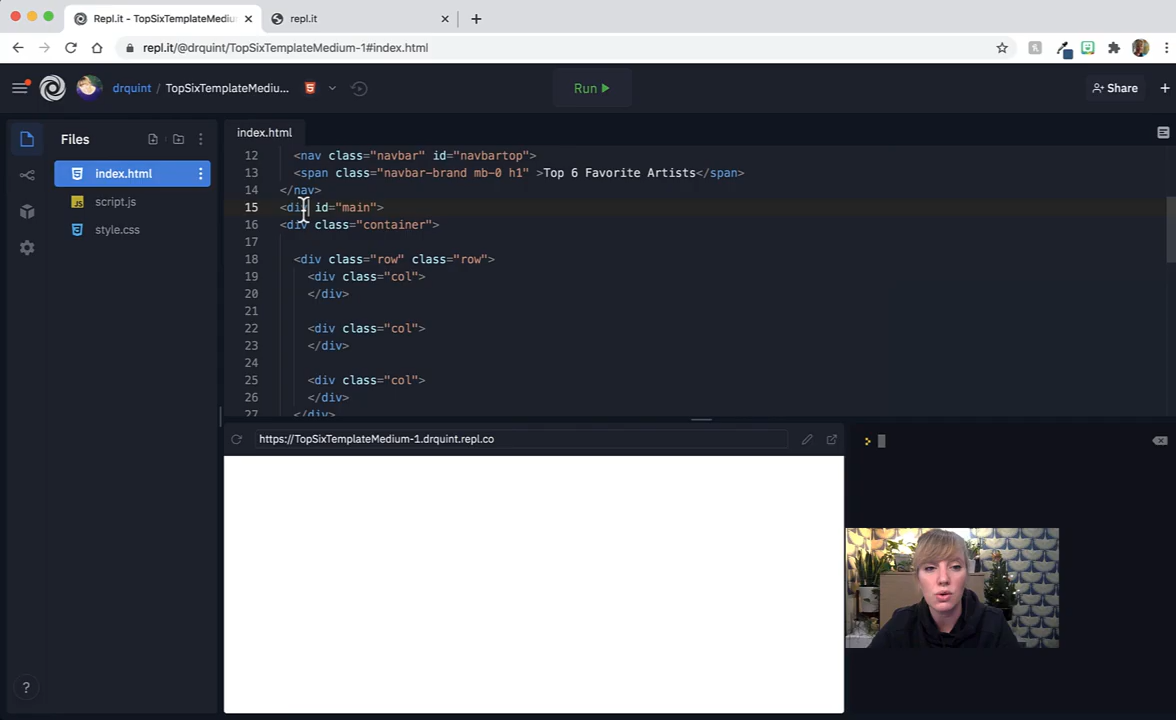 Repl.it - TopSixTemplateMediu
repl.it
repl.it/@drquint/TopSixTemplateMedium-1#index.html
drquint / TopSixTemplateMediu...
Run
Share
Files
index.html
script.js
style.css
index.html
12 <nav class="navbar" id="navbartop">
13 <span class="navbar-brand mb-0 h1" >Top 6 Favorite Artists</span>
14 </nav>
15 <div id="main">
16 <div class="container">
17
18 <div class="row" class="row">
19 <div class="col">
20 </div>
21
22 <div class="col">
23 </div>
24
25 <div class="col">
26 </div>
27 </div>
https://TopSixTemplateMedium-1.drquint.repl.co
?